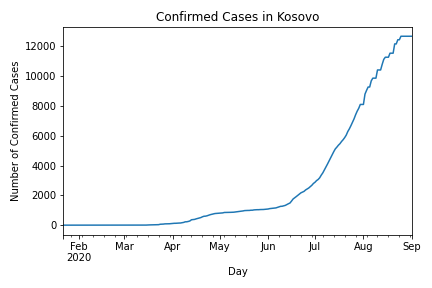 Confirmed Cases in Kosovo
Number of Confirmed Cases
12000
10000
8000
6000
4000
2000
0
Feb Mar Apr May Jun Jul Aug Sep
2020
Day